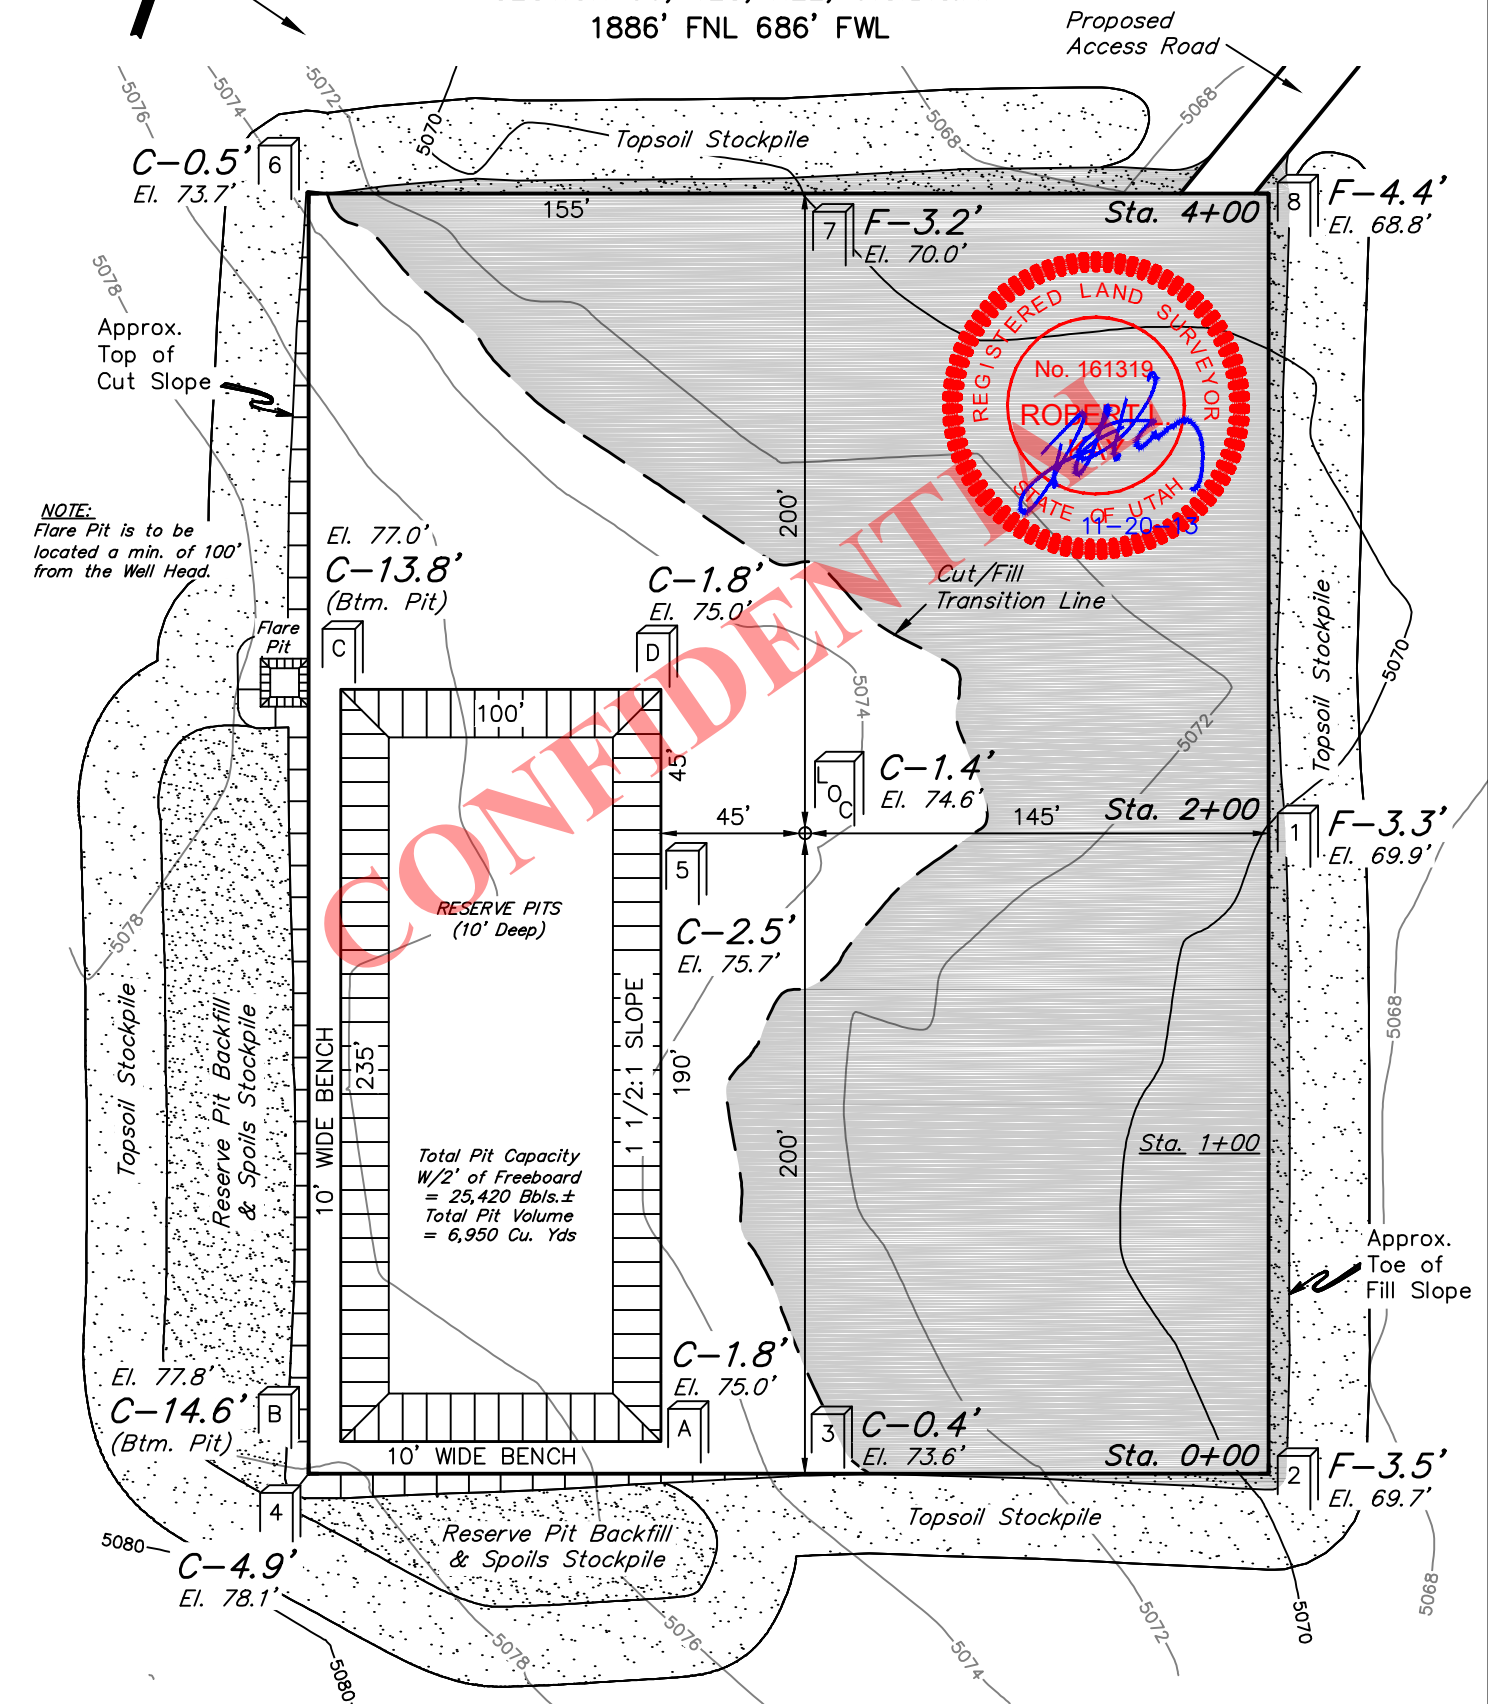 1886' FNL 686' FWL
Proposed
Access Road
5076
5074
5072
5070
5068
5068
Topsoil Stockpile
C-0.5'
El. 73.7'
6
155'
Sta. 4+00
8
F-4.4'
El. 68.8'
7
F-3.2'
El. 70.0'
5078
Approx.
Top of
Cut Slope
REGISTERED LAND SURVEYOR
No. 161319
ROBERT L.
STATE OF UTAH
11-20-13
NOTE:
Flare Pit is to be
located a min. of 100'
from the Well Head.
El. 77.0'
C-13.8'
(Btm. Pit)
C
200'
C-1.8'
El. 75.0'
D
Cut/Fill
Transition Line
Flare
Pit
Topsoil Stockpile
5070
CONFIDENTIAL
100'
45'
5074
5072
LOC
C-1.4'
El. 74.6'
45'
145'
Sta. 2+00
1
F-3.3'
El. 69.9'
5
C-2.5'
El. 75.7'
RESERVE PITS
(10' Deep)
5078
Topsoil Stockpile
Reserve Pit Backfill
& Spoils Stockpile
10' WIDE BENCH
235'
1 1/2:1 SLOPE
190'
200'
5068
Sta. 1+00
Total Pit Capacity
W/2' of Freeboard
= 25,420 Bbls.±
Total Pit Volume
= 6,950 Cu. Yds
Approx.
Toe of
Fill Slope
El. 77.8'
C-14.6'
(Btm. Pit)
B
C-1.8'
El. 75.0'
A
10' WIDE BENCH
3
C-0.4'
El. 73.6'
Sta. 0+00
2
F-3.5'
El. 69.7'
4
C-4.9'
El. 78.1'
5080
Reserve Pit Backfill
& Spoils Stockpile
Topsoil Stockpile
5080
5078
5076
5074
5072
5070
5068